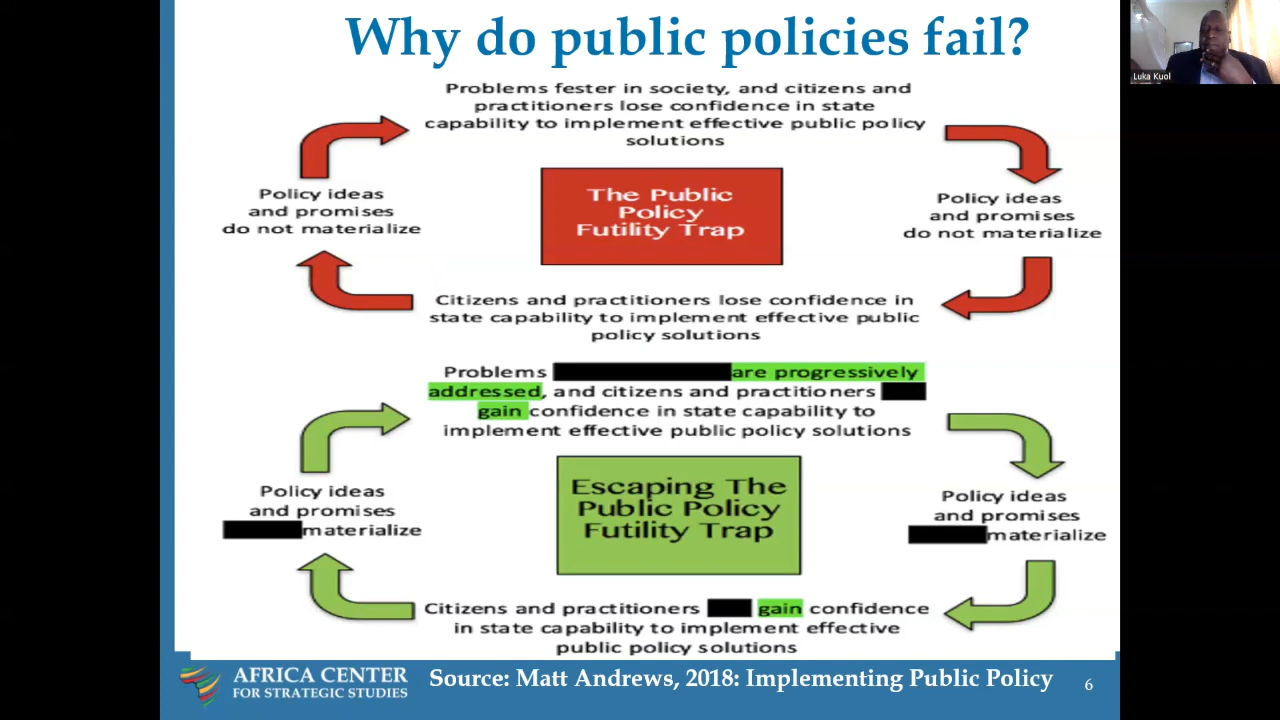 Why do public policies fail?
Luka Kuol
Problems fester in society, and citizens and
practitioners lose confidence in state
capability to implement effective public policy
solutions
Policy ideas
and promises
do not materialize
The Public
Policy
Futility Trap
Policy ideas
and promises
do not materialize
Citizens and practitioners lose confidence in
state capability to implement effective public
policy solutions
Problems are progressively
addressed, and citizens and practitioners
gain confidence in state capability to
implement effective public policy solutions
Policy ideas
and promises
materialize
Escaping The
Public Policy
Futility Trap
Policy ideas
and promises
materialize
Citizens and practitioners gain confidence
in state capability to implement effective
public policy solutions
AFRICA CENTER
FOR STRATEGIC STUDIES
Source: Matt Andrews, 2018: Implementing Public Policy
6